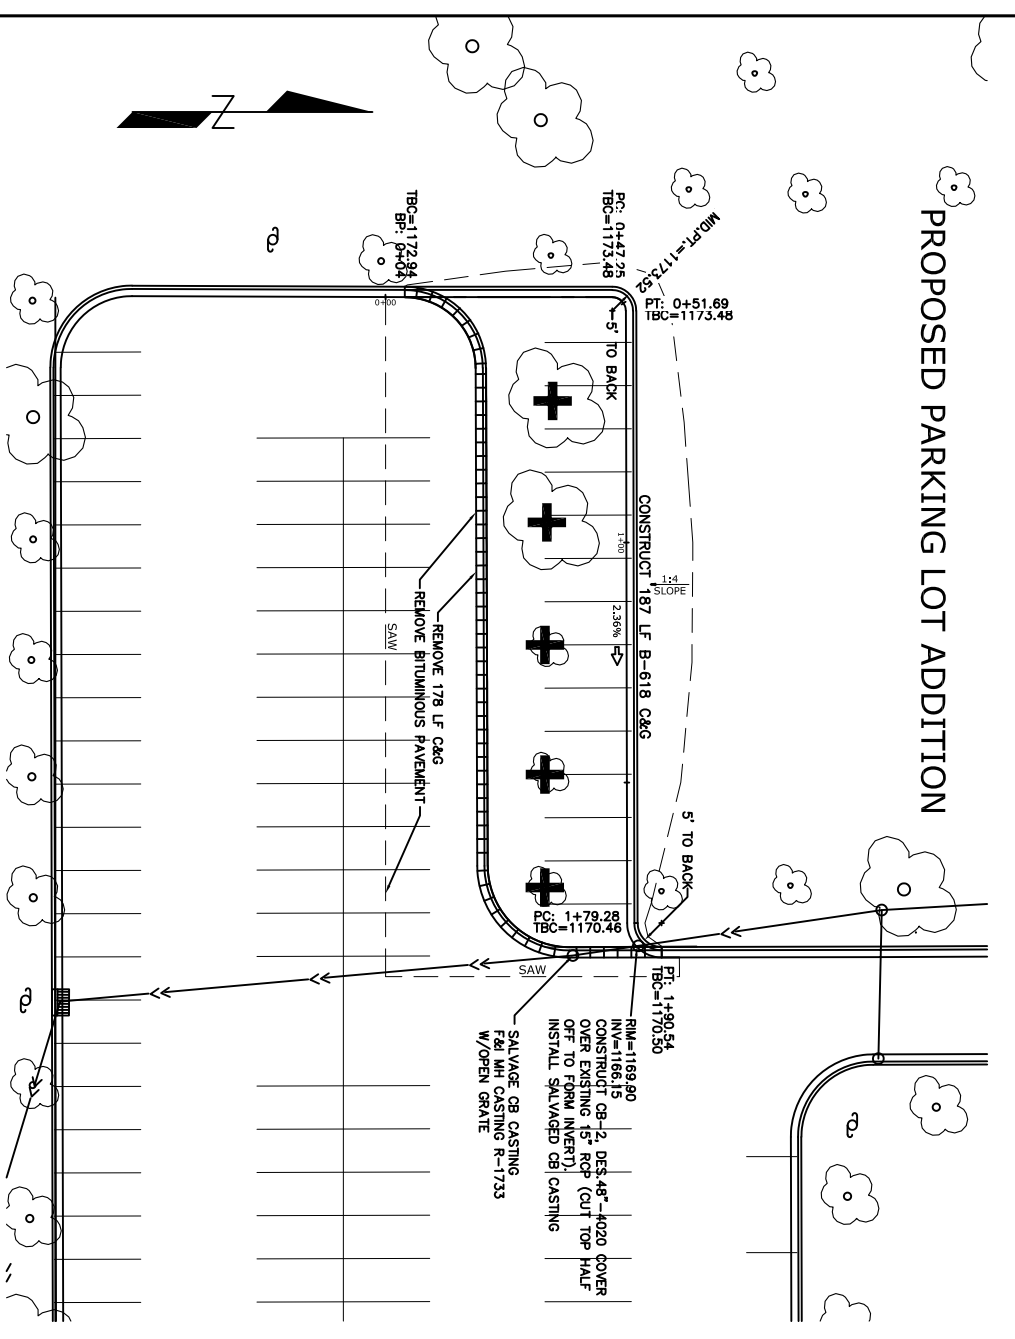 PROPOSED PARKING LOT ADDITION
MID.PT.=1173.52
PC: 0+47.25
TBC=1173.48
PT: 0+51.69
TBC=1173.48
TBC=1172.94
BP: 0+04
0+00
5' TO BACK
CONSTRUCT 187 LF B-618 C&G
1+00
1:4
SLOPE
2.36%
SAW
REMOVE 178 LF C&G
REMOVE BITUMINOUS PAVEMENT
5' TO BACK
PC: 1+79.28
TBC=1170.46
SAW
PT: 1+90.54
TBC=1170.50
RIM=1169.90
INV=1166.15
CONSTRUCT CB-2, DES.48"-4020 COVER
OVER EXISTING 15" RCP (CUT TOP HALF
OFF TO FORM INVERT).
INSTALL SALVAGED CB CASTING
SALVAGE CB CASTING
F&I MH CASTING R-1733
W/OPEN GRATE
N